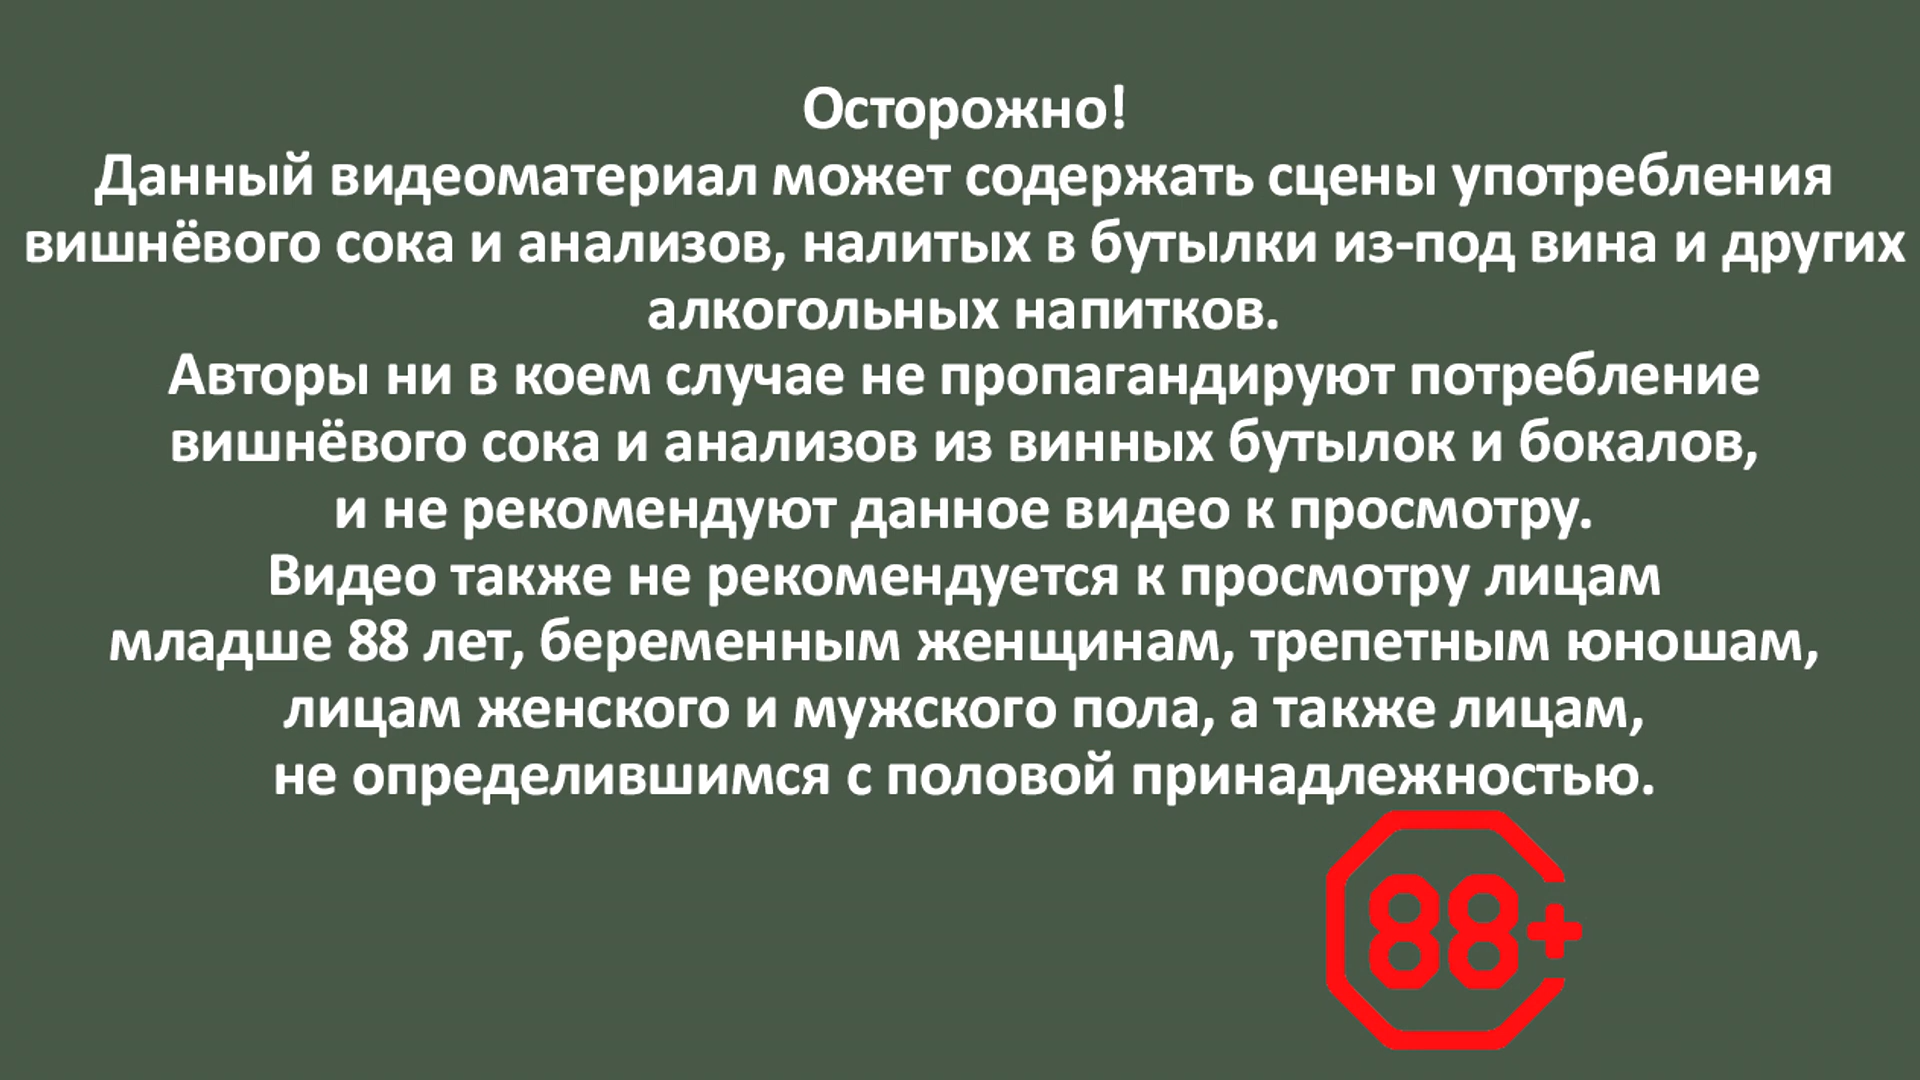 Осторожно!
Данный видеоматериал может содержать сцены употребления
вишнёвого сока и анализов, налитых в бутылки из-под вина и других
алкогольных напитков.
Авторы ни в коем случае не пропагандируют потребление
вишнёвого сока и анализов из винных бутылок и бокалов,
и не рекомендуют данное видео к просмотру.
Видео также не рекомендуется к просмотру лицам
младше 88 лет, беременным женщинам, трепетным юношам,
лицам женского и мужского пола, а также лицам,
не определившимся с половой принадлежностью.
88+